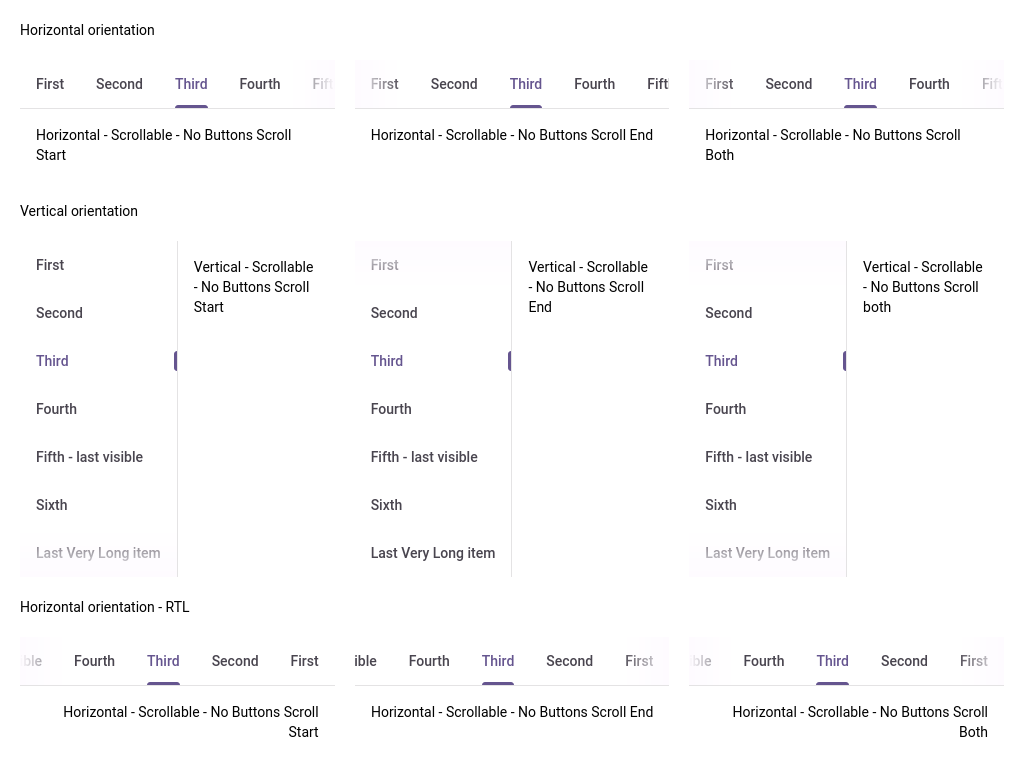 Horizontal orientation
First Second Third Fourth Fift
First Second Third Fourth Fift
First Second Third Fourth Fift
Horizontal - Scrollable - No Buttons Scroll
Start
Horizontal - Scrollable - No Buttons Scroll End
Horizontal - Scrollable - No Buttons Scroll
Both
Vertical orientation
First
Second
Third
Fourth
Fifth - last visible
Sixth
Last Very Long item
Vertical - Scrollable
- No Buttons Scroll
Start
First
Second
Third
Fourth
Fifth - last visible
Sixth
Last Very Long item
Vertical - Scrollable
- No Buttons Scroll
End
First
Second
Third
Fourth
Fifth - last visible
Sixth
Last Very Long item
Vertical - Scrollable
- No Buttons Scroll
both
Horizontal orientation - RTL
ible Fourth Third Second First
ible Fourth Third Second First
ible Fourth Third Second First
Horizontal - Scrollable - No Buttons Scroll
Start
Horizontal - Scrollable - No Buttons Scroll End
Horizontal - Scrollable - No Buttons Scroll
Both